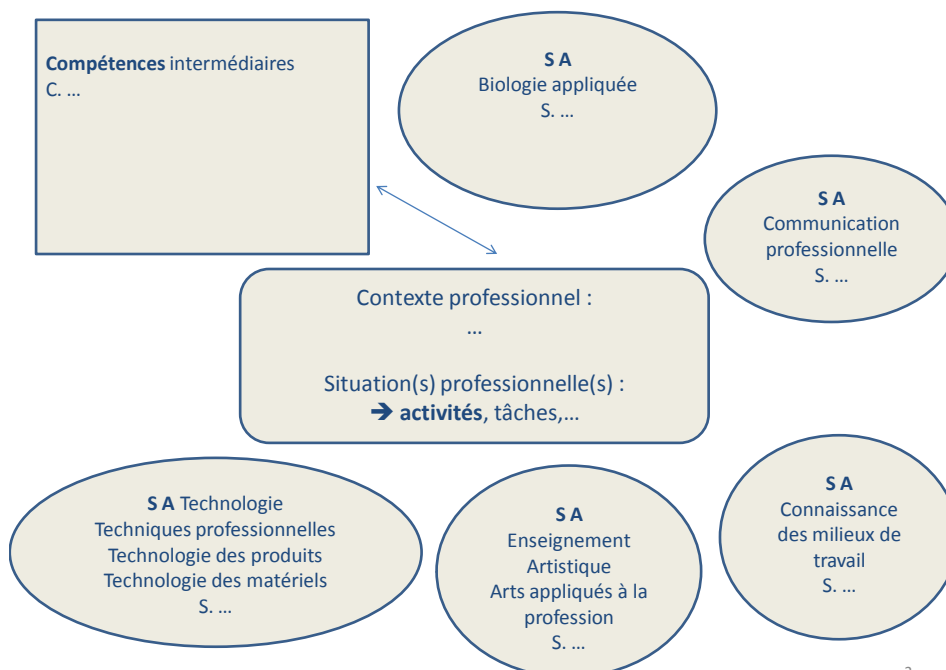 Compétences intermédiaires
C. ...
S A
Biologie appliquée
S. ...
S A
Communication
professionnelle
S. ...
Contexte professionnel :
...
Situation(s) professionnelle(s) :
➔ activités, tâches,...
S A Technologie
Techniques professionnelles
Technologie des produits
Technologie des matériels
S. ...
S A
Enseignement
Artistique
Arts appliqués à la
profession
S. ...
S A
Connaissance
des milieux de
travail
S. ...